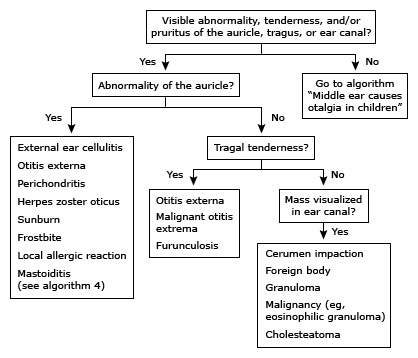 Visible abnormality, tenderness, and/or
pruritus of the auricle, tragus, or ear canal?
Yes
No
Abnormality of the auricle?
Go to algorithm
"Middle ear causes
otalgia in children"
Yes
No
External ear cellulitis
Otitis externa
Perichondritis
Herpes zoster oticus
Sunburn
Frostbite
Local allergic reaction
Mastoiditis
(see algorithm 4)
Tragal tenderness?
Yes
No
Otitis externa
Malignant otitis
extrema
Furunculosis
Mass visualized
in ear canal?
Yes
Cerumen impaction
Foreign body
Granuloma
Malignancy (eg,
eosinophilic granuloma)
Cholesteatoma